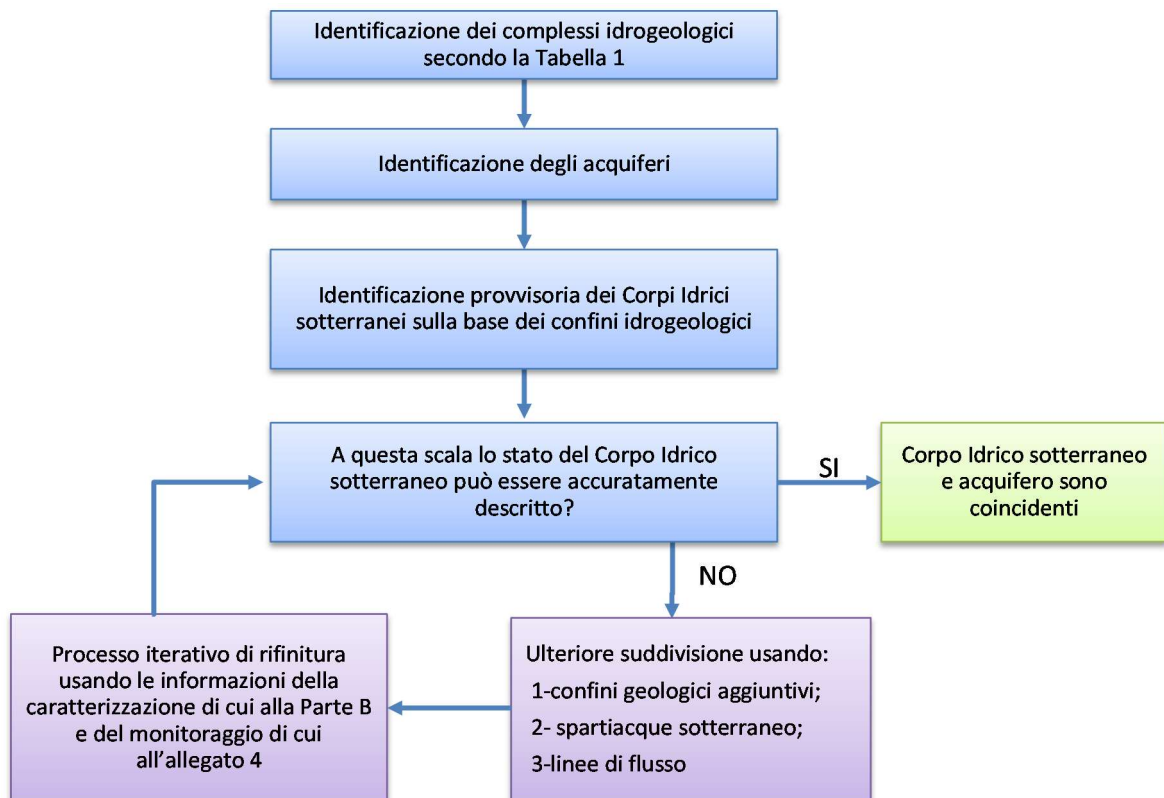 Identificazione dei complessi idrogeologici
secondo la Tabella 1
Identificazione degli acquiferi
Identificazione provvisoria dei Corpi Idrici
sotterranei sulla base dei confini idrogeologici
A questa scala lo stato del Corpo Idrico
sotterraneo può essere accuratamente
descritto?
SI
Corpo Idrico sotterraneo
e acquifero sono
coincidenti
NO
Ulteriore suddivisione usando:
1-confini geologici aggiuntivi;
2- spartiacque sotterraneo;
3-linee di flusso
Processo iterativo di rifinitura
usando le informazioni della
caratterizzazione di cui alla Parte B
e del monitoraggio di cui
all’allegato 4